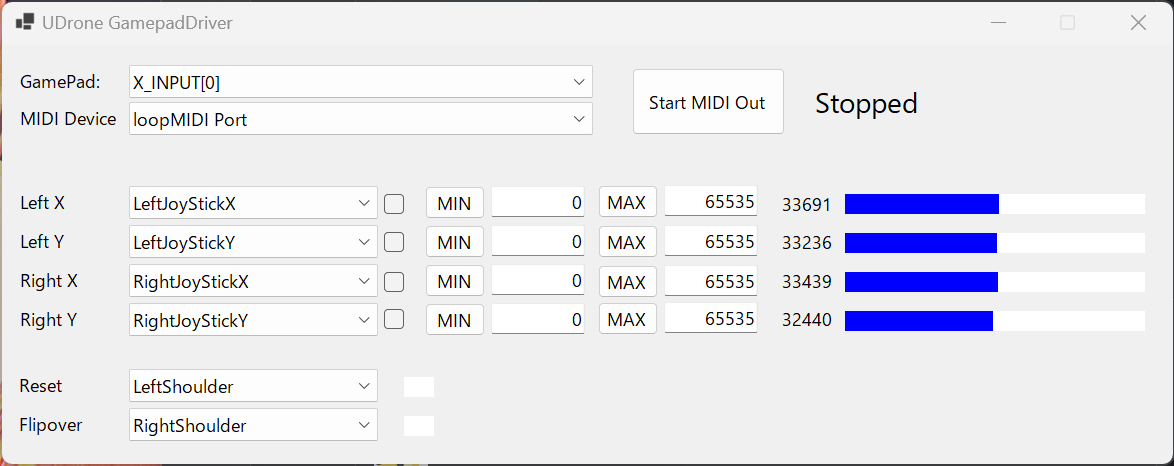 UDrone GamepadDriver
GamePad: X_INPUT[0]
MIDI Device loopMIDI Port
Start MIDI Out Stopped
Left X LeftJoyStickX MIN 0 MAX 65535 33691
Left Y LeftJoyStickY MIN 0 MAX 65535 33236
Right X RightJoyStickX MIN 0 MAX 65535 33439
Right Y RightJoyStickY MIN 0 MAX 65535 32440
Reset LeftShoulder
Flipover RightShoulder